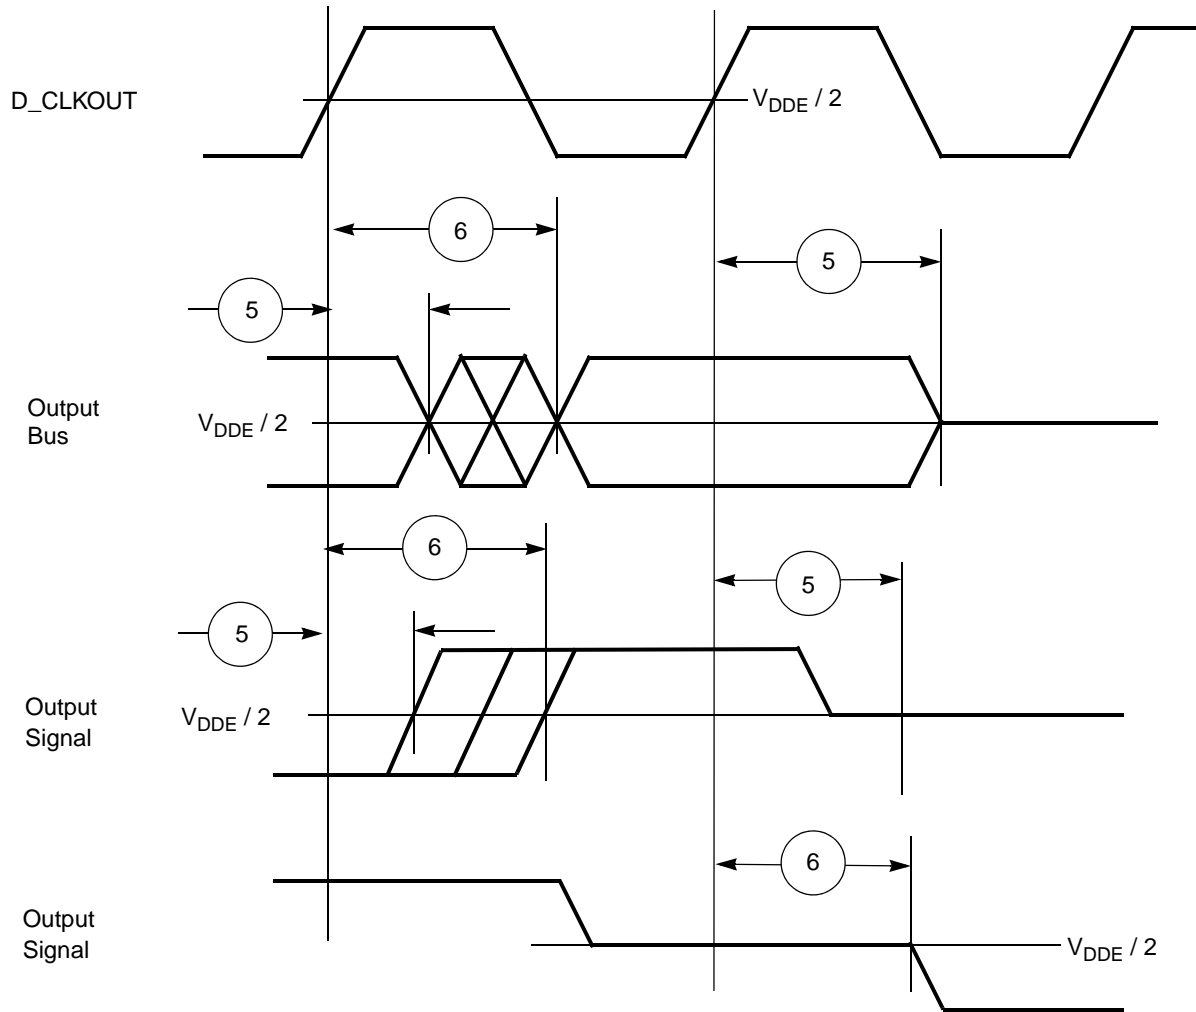 D_CLKOUT
VDDE / 2
6
5
5
Output
Bus
VDDE / 2
6
5
5
Output
Signal
VDDE / 2
6
Output
Signal
VDDE / 2